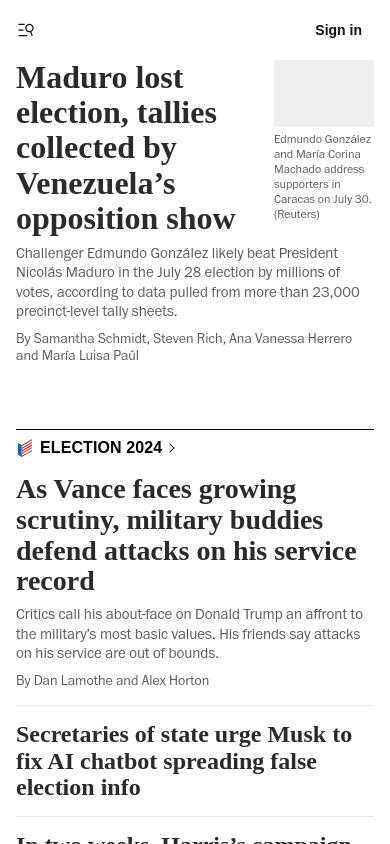 Sign in
Maduro lost
election, tallies
collected by
Venezuela’s
opposition show
Edmundo González
and María Corina
Machado address
supporters in
Caracas on July 30.
(Reuters)
Challenger Edmundo González likely beat President
Nicolás Maduro in the July 28 election by millions of
votes, according to data pulled from more than 23,000
precinct-level tally sheets.
By Samantha Schmidt, Steven Rich, Ana Vanessa Herrero
and María Luisa Paúl
ELECTION 2024
As Vance faces growing
scrutiny, military buddies
defend attacks on his service
record
Critics call his about-face on Donald Trump an affront to
the military’s most basic values. His friends say attacks
on his service are out of bounds.
By Dan Lamothe and Alex Horton
Secretaries of state urge Musk to
fix AI chatbot spreading false
election info
In two weeks, Harris’s campaign